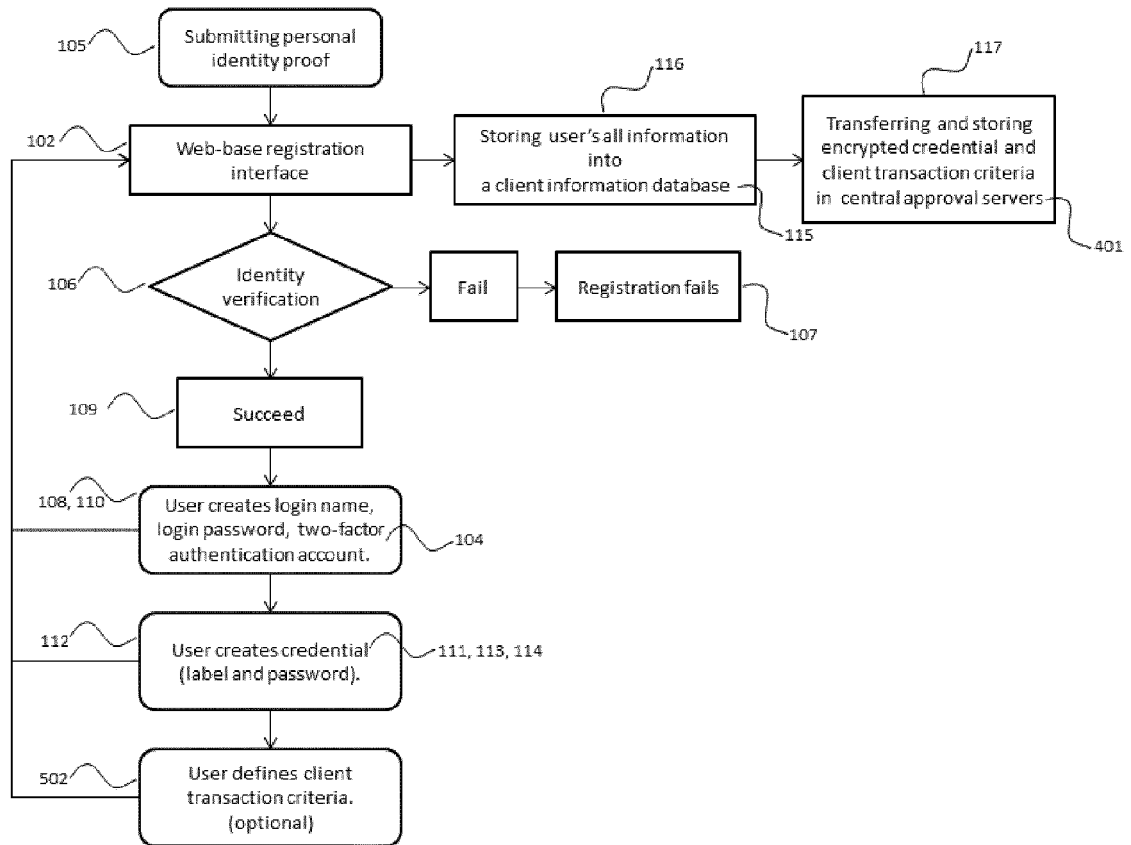 105
Submitting personal
identity proof
116
117
102
Web-base registration
interface
Storing user's all information
into
a client information database
115
Transferring and storing
encrypted credential and
client transaction criteria
in central approval servers
401
106
Identity
verification
Fail
Registration fails
107
109
Succeed
108, 110
User creates login name,
login password, two-factor
authentication account.
104
112
User creates credential
(label and password).
111, 113, 114
502
User defines client
transaction criteria.
(optional)